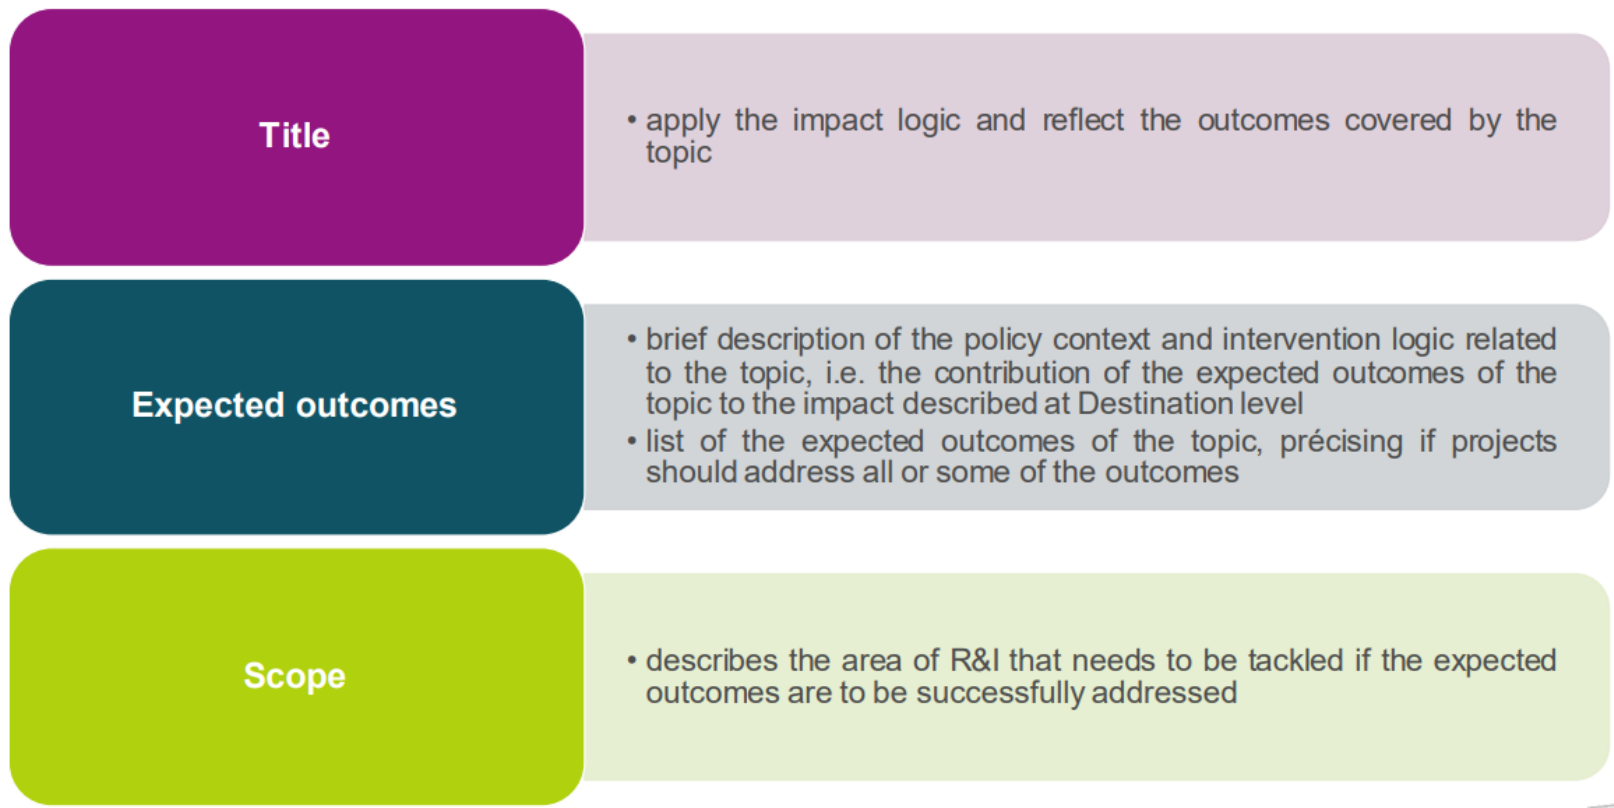 Title
• apply the impact logic and reflect the outcomes covered by the
topic
Expected outcomes
• brief description of the policy context and intervention logic related
to the topic, i.e. the contribution of the expected outcomes of the
topic to the impact described at Destination level
• list of the expected outcomes of the topic, précising if projects
should address all or some of the outcomes
Scope
• describes the area of R&I that needs to be tackled if the expected
outcomes are to be successfully addressed